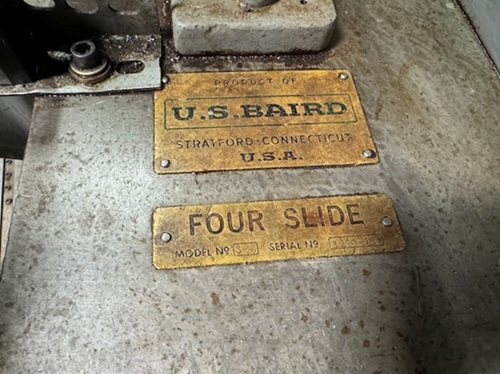 PRODUCT OF
U.S. BAIRD
STRATFORD-CONNECTICUT
U.S.A.
FOUR SLIDE
MODEL Nº SERIAL Nº